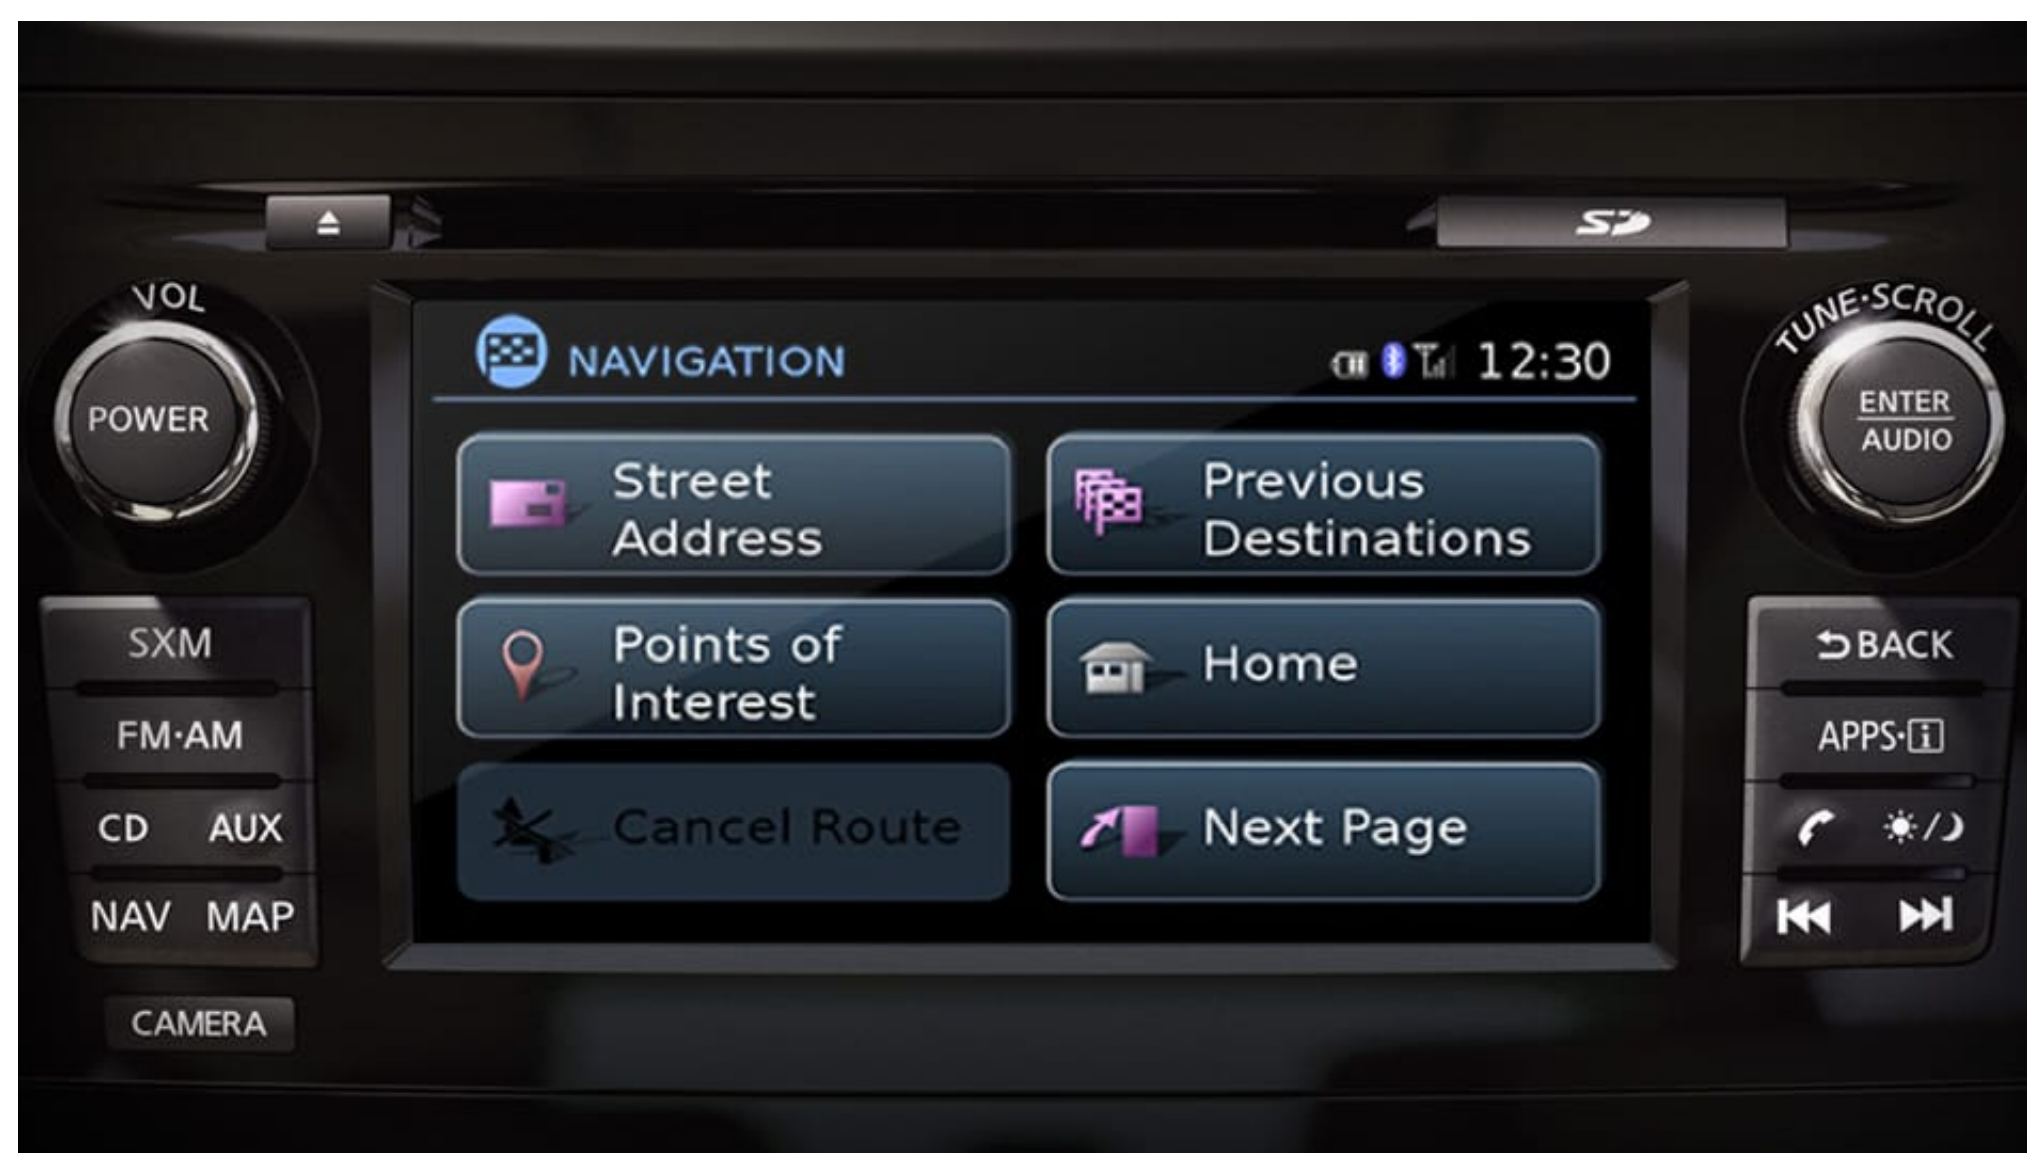 VOL
POWER
SXM
FM·AM
CD AUX
NAV MAP
CAMERA
SD
NAVIGATION
12:30
Street
Address
Previous
Destinations
Points of
Interest
Home
Cancel Route
Next Page
TUNE·SCROLL
ENTER
AUDIO
BACK
APPS·i